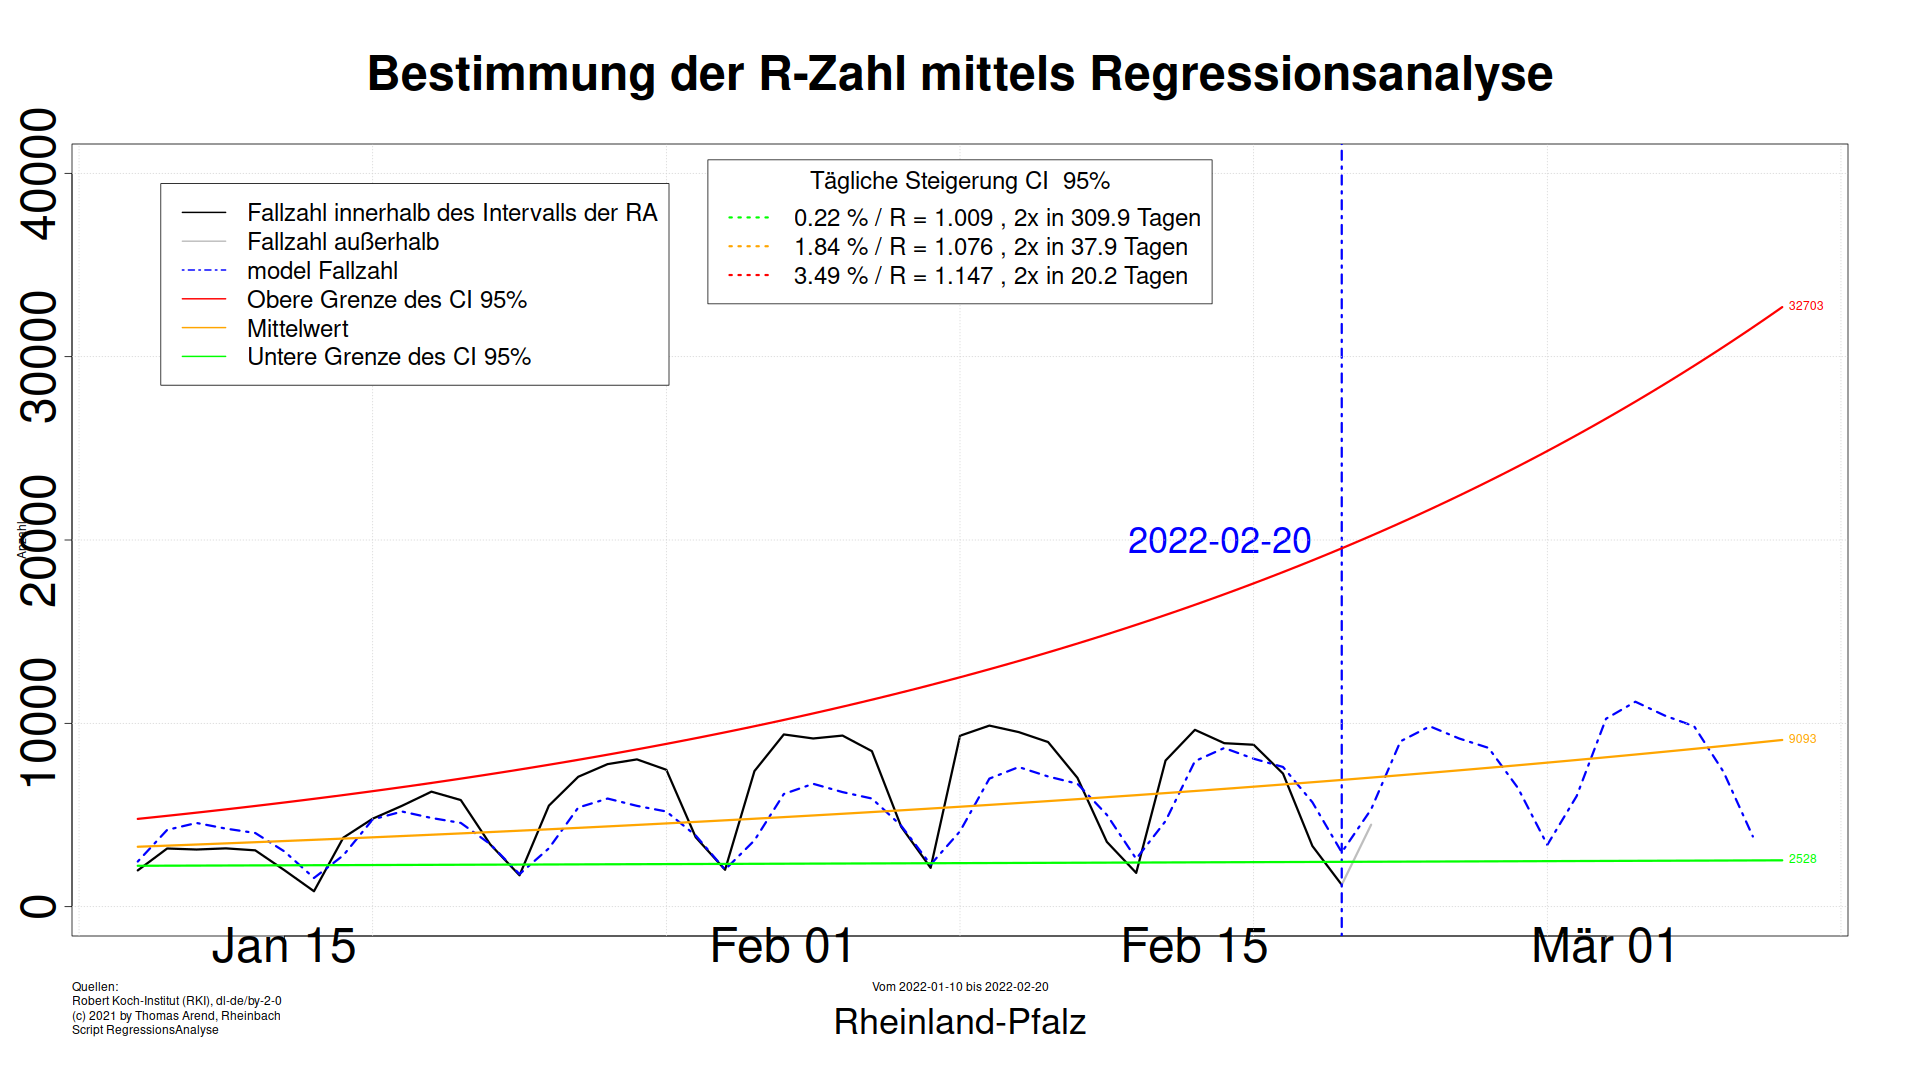 Bestimmung der R-Zahl mittels Regressionsanalyse
40000
30000
20000
10000
0
Anzahl
Fallzahl innerhalb des Intervalls der RA
Fallzahl außerhalb
model Fallzahl
Obere Grenze des CI 95%
Mittelwert
Untere Grenze des CI 95%
Tägliche Steigerung CI 95%
0.22 % / R = 1.009 , 2x in 309.9 Tagen
1.84 % / R = 1.076 , 2x in 37.9 Tagen
3.49 % / R = 1.147 , 2x in 20.2 Tagen
32703
2022-02-20
9093
2528
Jan 15
Feb 01
Feb 15
Mär 01
Quellen:
Robert Koch-Institut (RKI), dl-de/by-2-0
(c) 2021 by Thomas Arend, Rheinbach
Script RegressionsAnalyse
Vom 2022-01-10 bis 2022-02-20
Rheinland-Pfalz